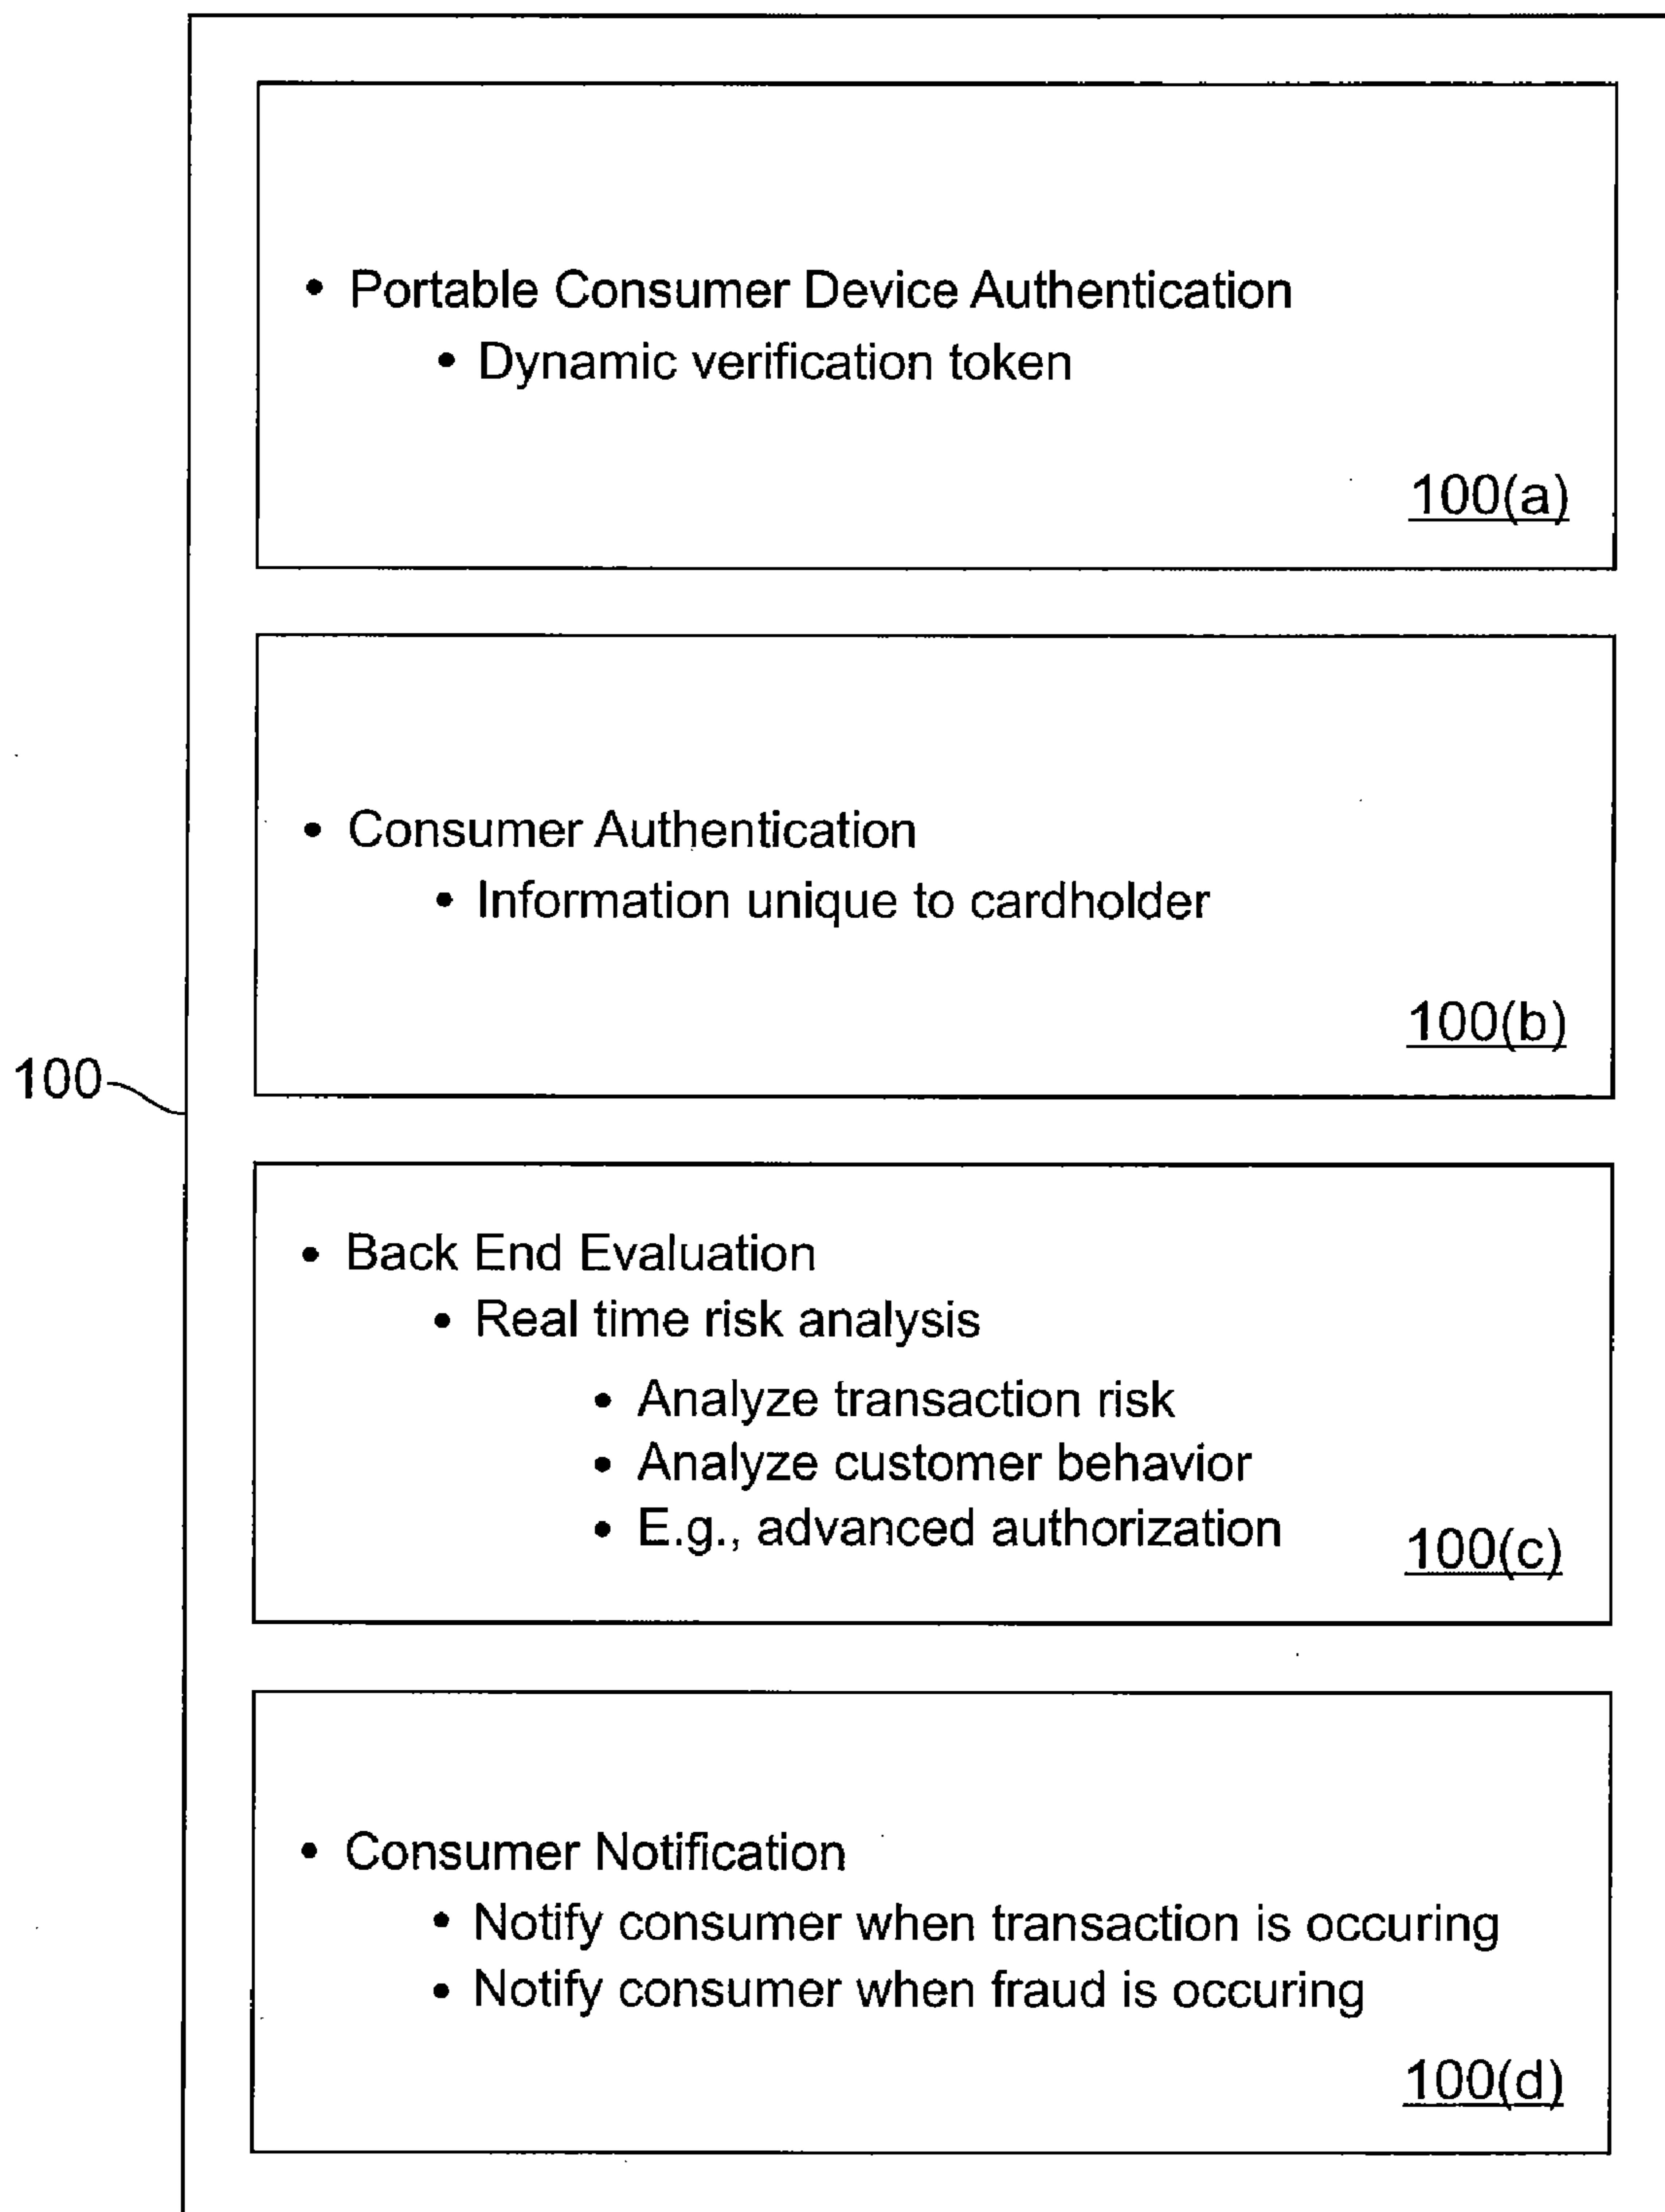 • Portable Consumer Device Authentication
• Dynamic verification token
100(a)
• Consumer Authentication
• Information unique to cardholder
100(b)
100
• Back End Evaluation
• Real time risk analysis
• Analyze transaction risk
• Analyze customer behavior
• E.g., advanced authorization
100(c)
• Consumer Notification
• Notify consumer when transaction is occuring
• Notify consumer when fraud is occuring
100(d)